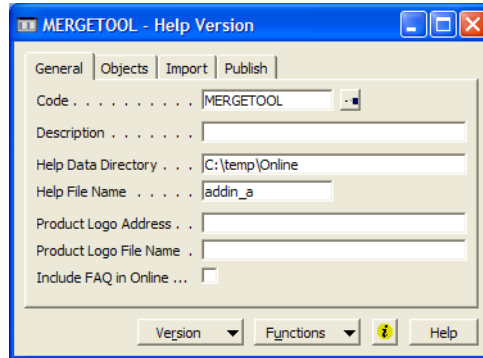 MERGETOOL - Help Version
General Objects Import Publish
Code . . . . . . . . . . MERGETOOL
Description . . . . . . .
Help Data Directory . . . C:\temp\Online
Help File Name . . . . . addin_a
Product Logo Address . .
Product Logo File Name .
Include FAQ in Online ...
Version Functions i Help